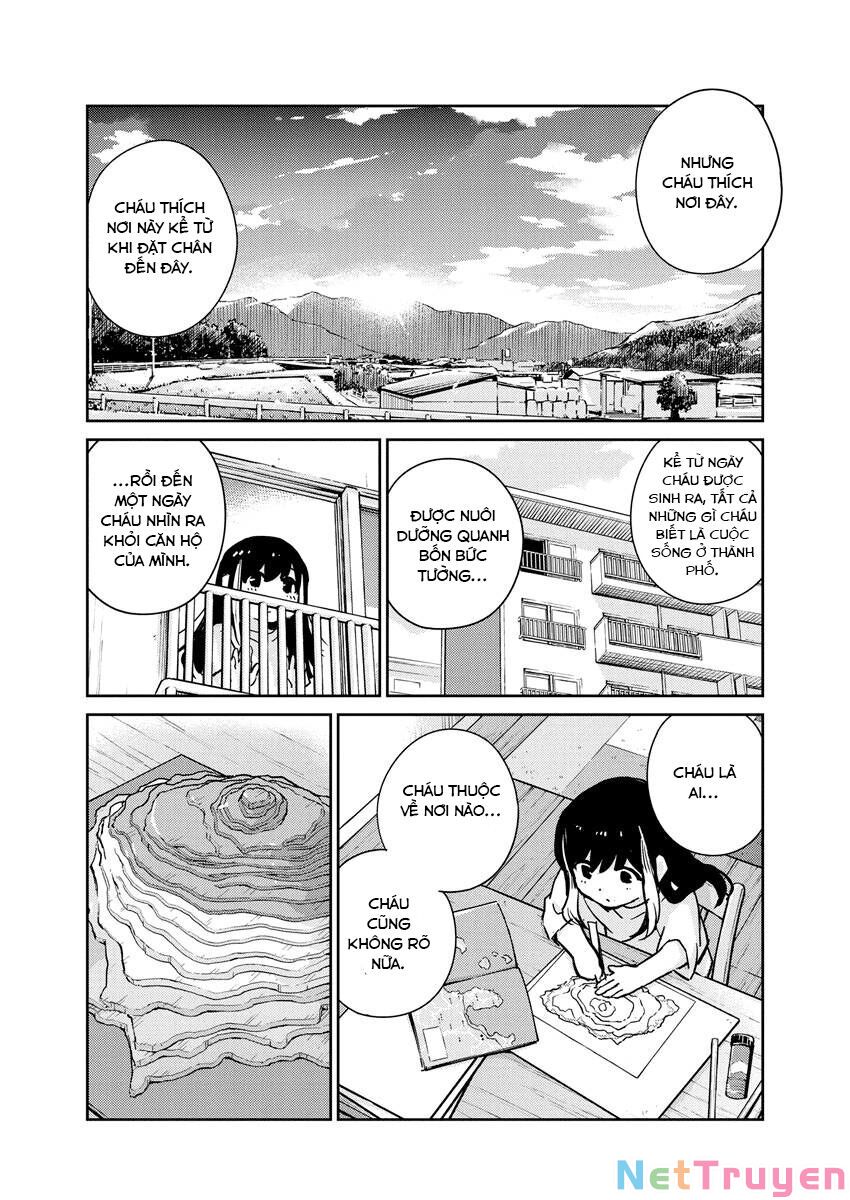 NHƯNG
CHÁU THÍCH
NƠI ĐÂY.
CHÁU THÍCH
NƠI NÀY KỂ TỪ
KHI ĐẶT CHÂN
ĐẾN ĐÂY.
KỂ TỪ NGÀY
CHÁU ĐƯỢC
SINH RA, TẤT CẢ
NHỮNG GÌ CHÁU
BIẾT LÀ CUỘC
SỐNG Ở THÀNH
PHỐ.
ĐƯỢC NUÔI
DƯỠNG QUANH
BỐN BỨC
TƯỜNG...
...RỒI ĐẾN
MỘT NGÀY
CHÁU NHÌN RA
KHỎI CĂN HỘ
CỦA MÌNH.
CHÁU LÀ
AI...
CHÁU THUỘC
VỀ NƠI NÀO...
CHÁU
CŨNG
KHÔNG RÕ
NỮA.
NetTruyen